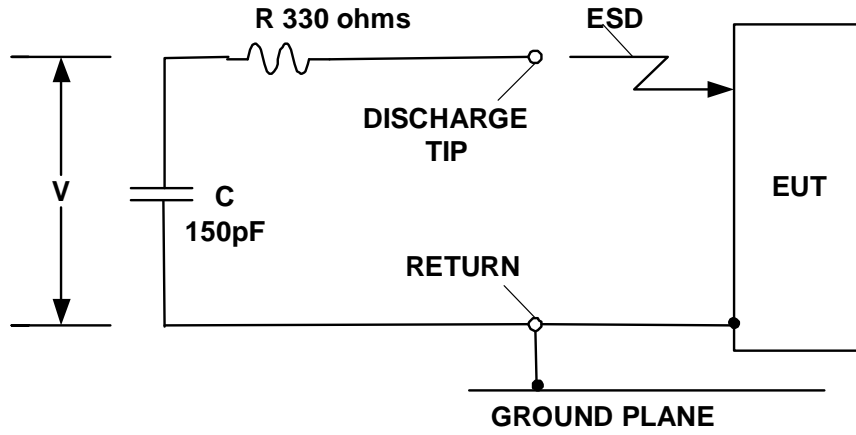 R 330 ohms
ESD
DISCHARGE
TIP
V
C
150pF
EUT
RETURN
GROUND PLANE